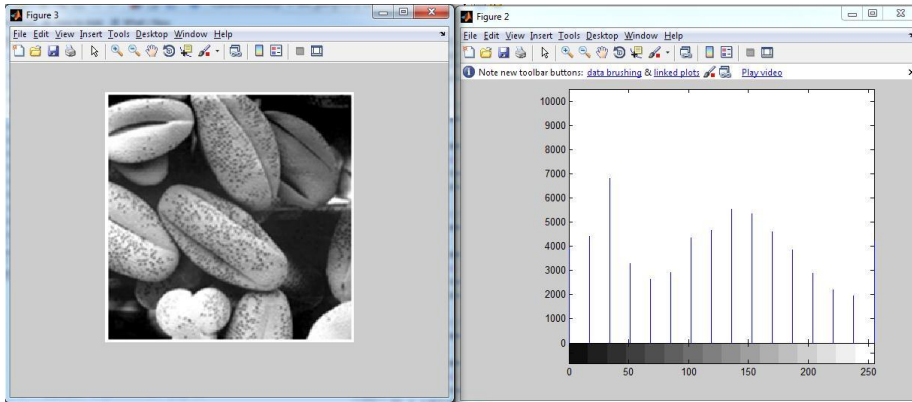 Figure 3
File Edit View Insert Tools Desktop Window Help
Figure 2
File Edit View Insert Tools Desktop Window Help
Note new toolbar buttons: data brushing & linked plots Play video
10000
9000
8000
7000
6000
5000
4000
3000
2000
1000
0
0 50 100 150 200 250